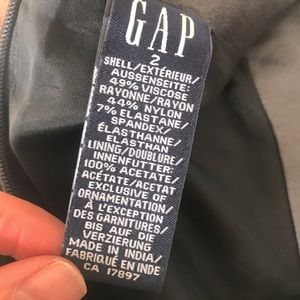 GAP
2
SHELL/EXTÉRIEUR/
AUSSENSEITE:
49% VISCOSE
RAYONNE/RAYON
44% NYLON
7% ELASTANE/
SPANDEX/
ÉLASTHANNE/
ELASTHAN
LINING/DOUBLURE/
INNENFUTTER:
100% ACETATE/
ACÉTATE/ACETAT
EXCLUSIVE OF
ORNAMENTATION/
À L'EXCEPTION
DES GARNITURES/
BIS AUF DIE
VERZIERUNG
MADE IN INDIA/
FABRIQUÉ EN INDE
CA 17897